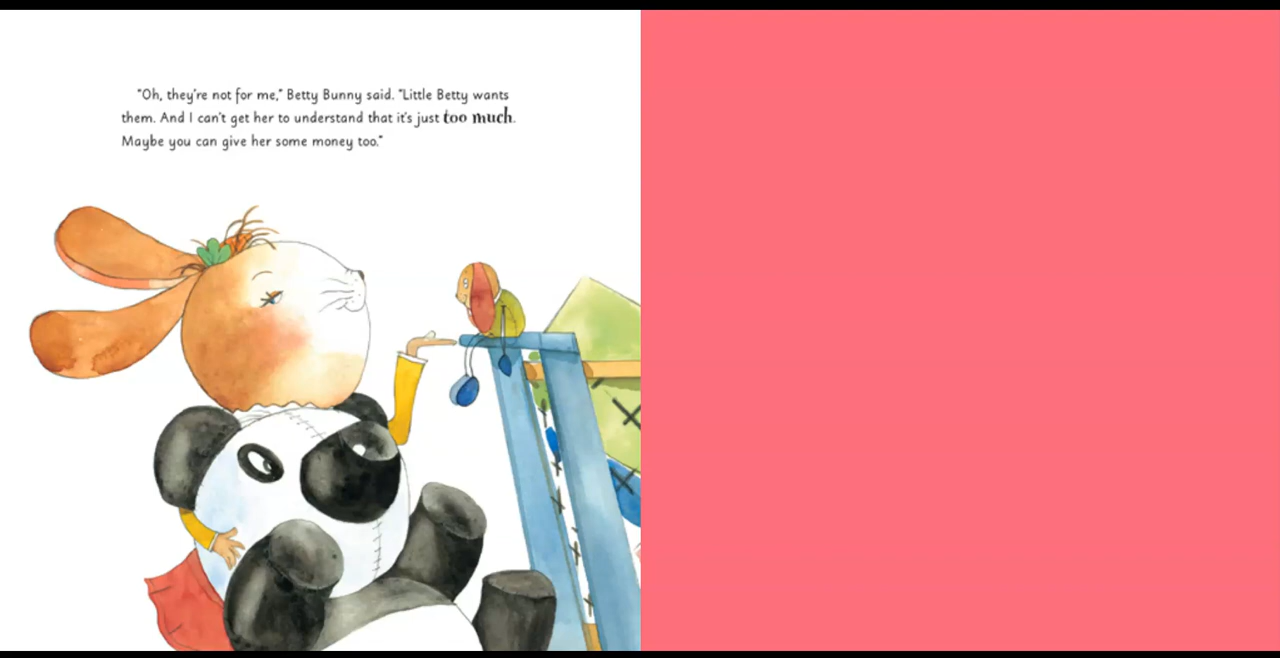 "Oh, they're not for me," Betty Bunny said. "Little Betty wants
them. And I can't get her to understand that it's just too much.
Maybe you can give her some money too."